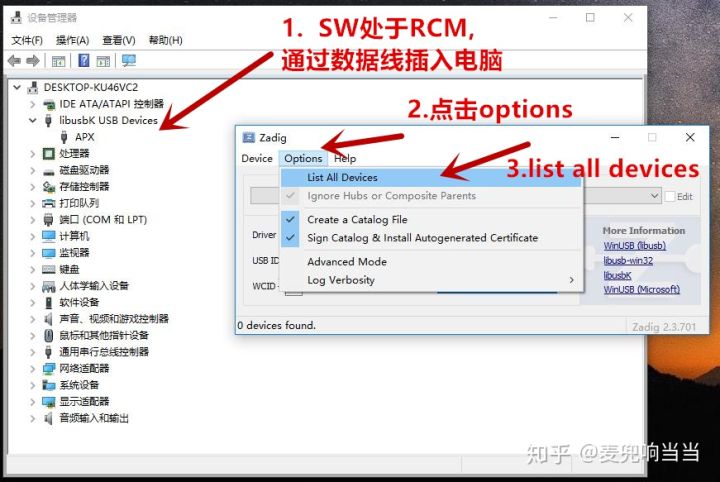 设备管理器
文件(F) 操作(A) 查看(V) 帮助(H)
1. SW处于RCM,
通过数据线插入电脑
DESKTOP-KU46VC2
IDE ATA/ATAPI 控制器
libusbK USB Devices
APX
处理器
磁盘驱动器
存储控制器
打印队列
端口 (COM 和 LPT)
计算机
监视器
键盘
人体学输入设备
软件设备
声音、视频和游戏控制器
鼠标和其他指针设备
通用串行总线控制器
网络适配器
系统设备
显示适配器
音频输入和输出
2.点击options
3.list all devices
Zadig
Device Options Help
List All Devices
Ignore Hubs or Composite Parents
Create a Catalog File
Sign Catalog & Install Autogenerated Certificate
Advanced Mode
Log Verbosity
Edit
Driver
USB ID
WCID
More Information
WinUSB (libusb)
libusb-win32
libusbK
WinUSB (Microsoft)
0 devices found.
Zadig 2.3.701
知乎 @麦兜响当当